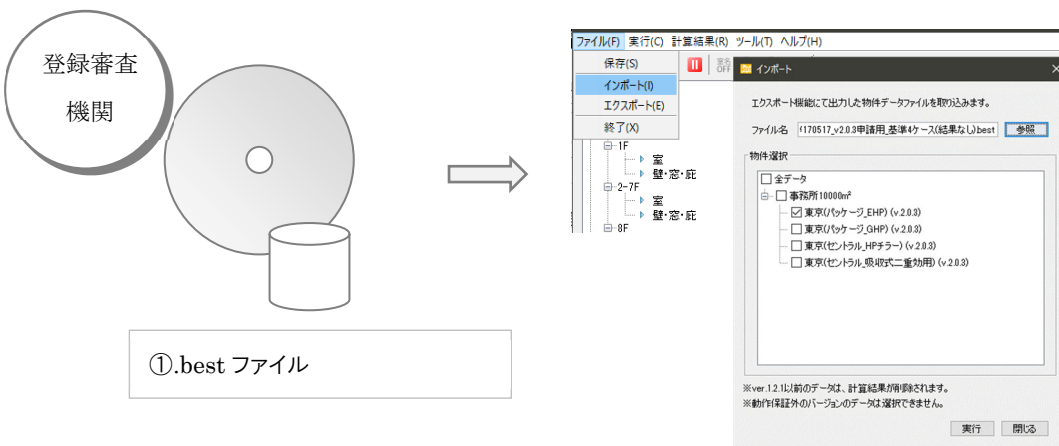 登録審査
機関
①.best ファイル
ファイル(F) 実行(C) 計算結果(R) ツール(T) ヘルプ(H)
保存(S)
インポート(I)
エクスポート(E)
終了(X)
室名
OFF
1F
室
壁・窓・庇
2-7F
室
壁・窓・庇
8F
インポート
エクスポート機能にて出力した物件データファイルを取り込みます。
ファイル名 170517_v2.0.3申請用_基準4ケース(結果なし).best 参照
物件選択
全データ
事務所10000m²
東京(パッケージ_EHP) (v.2.0.3)
東京(パッケージ_GHP) (v.2.0.3)
東京(セントラル_HPチラー) (v.2.0.3)
東京(セントラル_吸収式二重効用) (v.2.0.3)
※ver.1.2.1以前のデータは、計算結果が削除されます。
※動作保証外のバージョンのデータは選択できません。
実行 閉じる